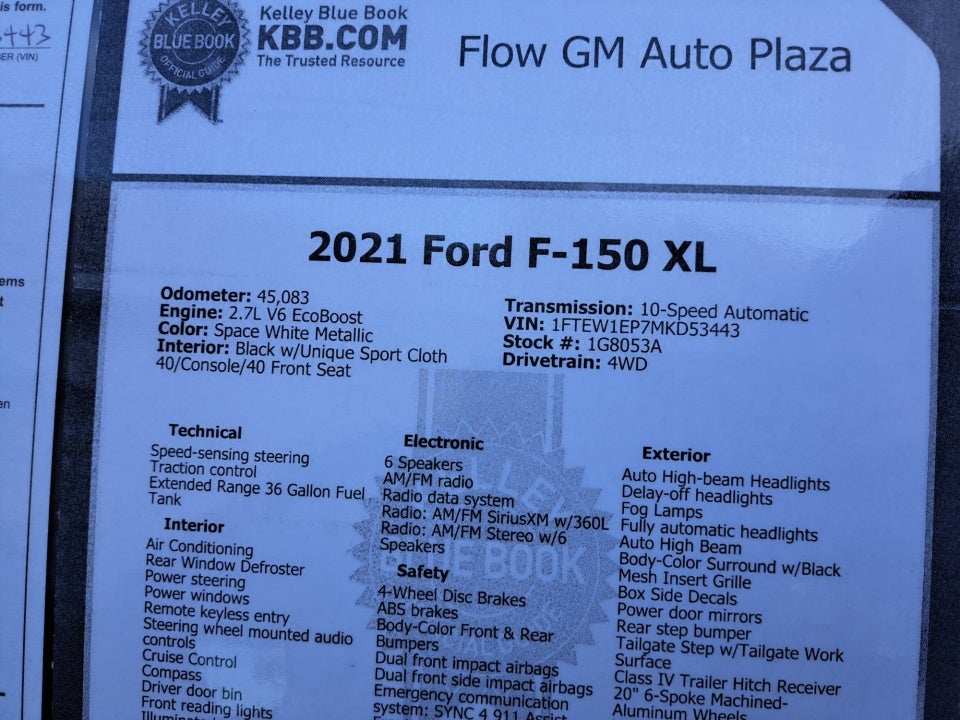 is form.
3443
ER (VIN)
ems
t
en
KELLEY
BLUE BOOK
OFFICIAL GUIDE
Kelley Blue Book
KBB.COM
The Trusted Resource
Flow GM Auto Plaza
2021 Ford F-150 XL
Odometer: 45,083
Engine: 2.7L V6 EcoBoost
Color: Space White Metallic
Interior: Black w/Unique Sport Cloth
40/Console/40 Front Seat
Transmission: 10-Speed Automatic
VIN: 1FTEW1EP7MKD53443
Stock #: 1G8053A
Drivetrain: 4WD
Technical
Speed-sensing steering
Traction control
Extended Range 36 Gallon Fuel
Tank
Interior
Air Conditioning
Rear Window Defroster
Power steering
Power windows
Remote keyless entry
Steering wheel mounted audio
controls
Cruise Control
Compass
Driver door bin
Front reading lights
Illuminated
Electronic
6 Speakers
AM/FM radio
Radio data system
Radio: AM/FM SiriusXM w/360L
Radio: AM/FM Stereo w/6
Speakers
Safety
4-Wheel Disc Brakes
ABS brakes
Body-Color Front & Rear
Bumpers
Dual front impact airbags
Dual front side impact airbags
Emergency communication
system: SYNC 4 911 Assist
Exterior
Auto High-beam Headlights
Delay-off headlights
Fog Lamps
Fully automatic headlights
Auto High Beam
Body-Color Surround w/Black
Mesh Insert Grille
Box Side Decals
Power door mirrors
Rear step bumper
Tailgate Step w/Tailgate Work
Surface
Class IV Trailer Hitch Receiver
20" 6-Spoke Machined-
Aluminum Wheels
KELLEY
BLUE BOOK